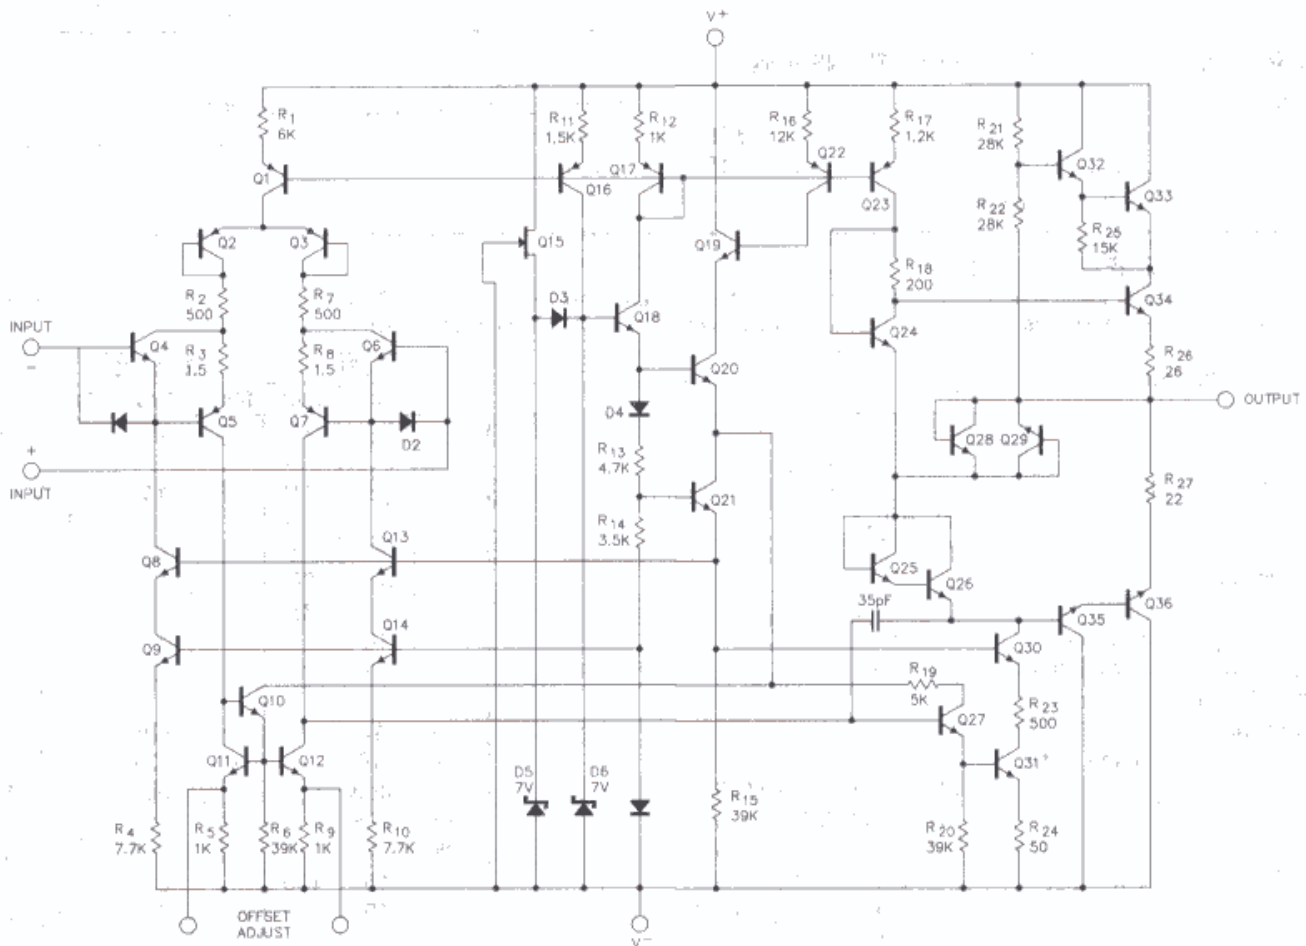 V+
R1
6K
R11
1.5K
R12
1K
R16
12K
R17
1.2K
R21
28K
Q1
Q16
Q17
Q22
Q23
Q32
Q33
Q2
Q3
Q15
Q19
R22
28K
R25
15K
R2
500
R7
500
R18
200
D3
Q18
Q24
Q34
INPUT
−
Q4
R3
1.5
R8
1.5
Q6
R26
26
Q20
OUTPUT
Q5
Q7
D2
D4
Q28
Q29
+
INPUT
R13
4.7K
Q21
R27
22
R14
3.5K
Q8
Q13
Q25
Q26
35pF
Q36
Q35
Q9
Q14
Q30
Q10
R19
5K
Q27
R23
500
Q11
Q12
D5
7V
D6
7V
Q31
R4
7.7K
R5
1K
R6
39K
R9
1K
R10
7.7K
R15
39K
R20
39K
R24
50
OFFSET
ADJUST
V−